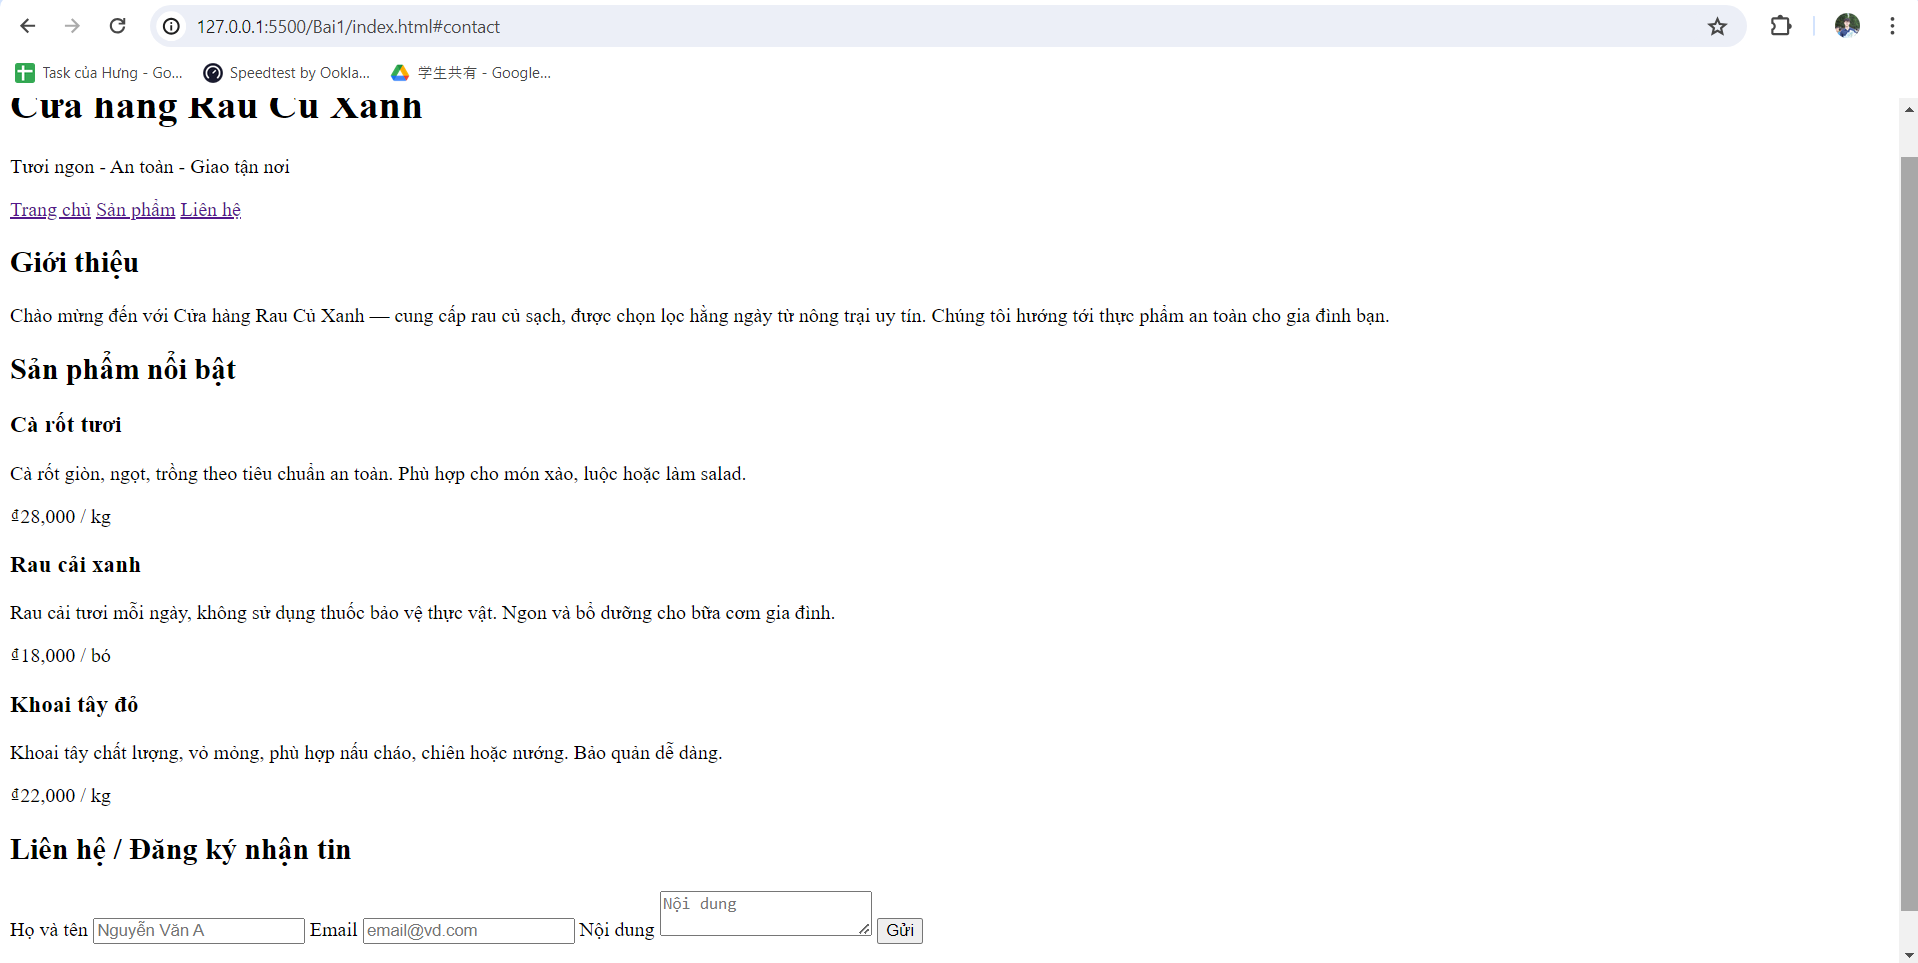 127.0.0.1:5500/Bai1/index.html#contact
Task của Hưng - Go... Speedtest by Ookla... 学生共有 - Google...
Cửa hàng Rau Củ Xanh
Tươi ngon - An toàn - Giao tận nơi
Trang chủ Sản phẩm Liên hệ
Giới thiệu
Chào mừng đến với Cửa hàng Rau Củ Xanh — cung cấp rau củ sạch, được chọn lọc hằng ngày từ nông trại uy tín. Chúng tôi hướng tới thực phẩm an toàn cho gia đình bạn.
Sản phẩm nổi bật
Cà rốt tươi
Cà rốt giòn, ngọt, trồng theo tiêu chuẩn an toàn. Phù hợp cho món xào, luộc hoặc làm salad.
₫28,000 / kg
Rau cải xanh
Rau cải tươi mỗi ngày, không sử dụng thuốc bảo vệ thực vật. Ngon và bổ dưỡng cho bữa cơm gia đình.
₫18,000 / bó
Khoai tây đỏ
Khoai tây chất lượng, vỏ mỏng, phù hợp nấu cháo, chiên hoặc nướng. Bảo quản dễ dàng.
₫22,000 / kg
Liên hệ / Đăng ký nhận tin
Họ và tên Nguyễn Văn A Email email@vd.com Nội dung Nội dung Gửi